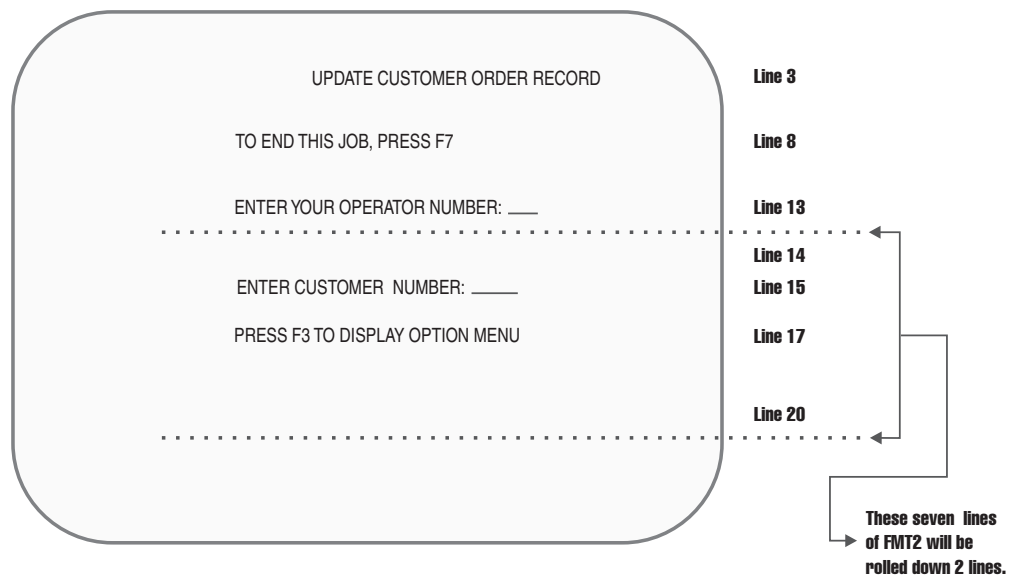 UPDATE CUSTOMER ORDER RECORD Line 3
TO END THIS JOB, PRESS F7 Line 8
ENTER YOUR OPERATOR NUMBER: ___ Line 13
Line 14
ENTER CUSTOMER NUMBER: _____ Line 15
PRESS F3 TO DISPLAY OPTION MENU Line 17
Line 20
These seven lines
of FMT2 will be
rolled down 2 lines.